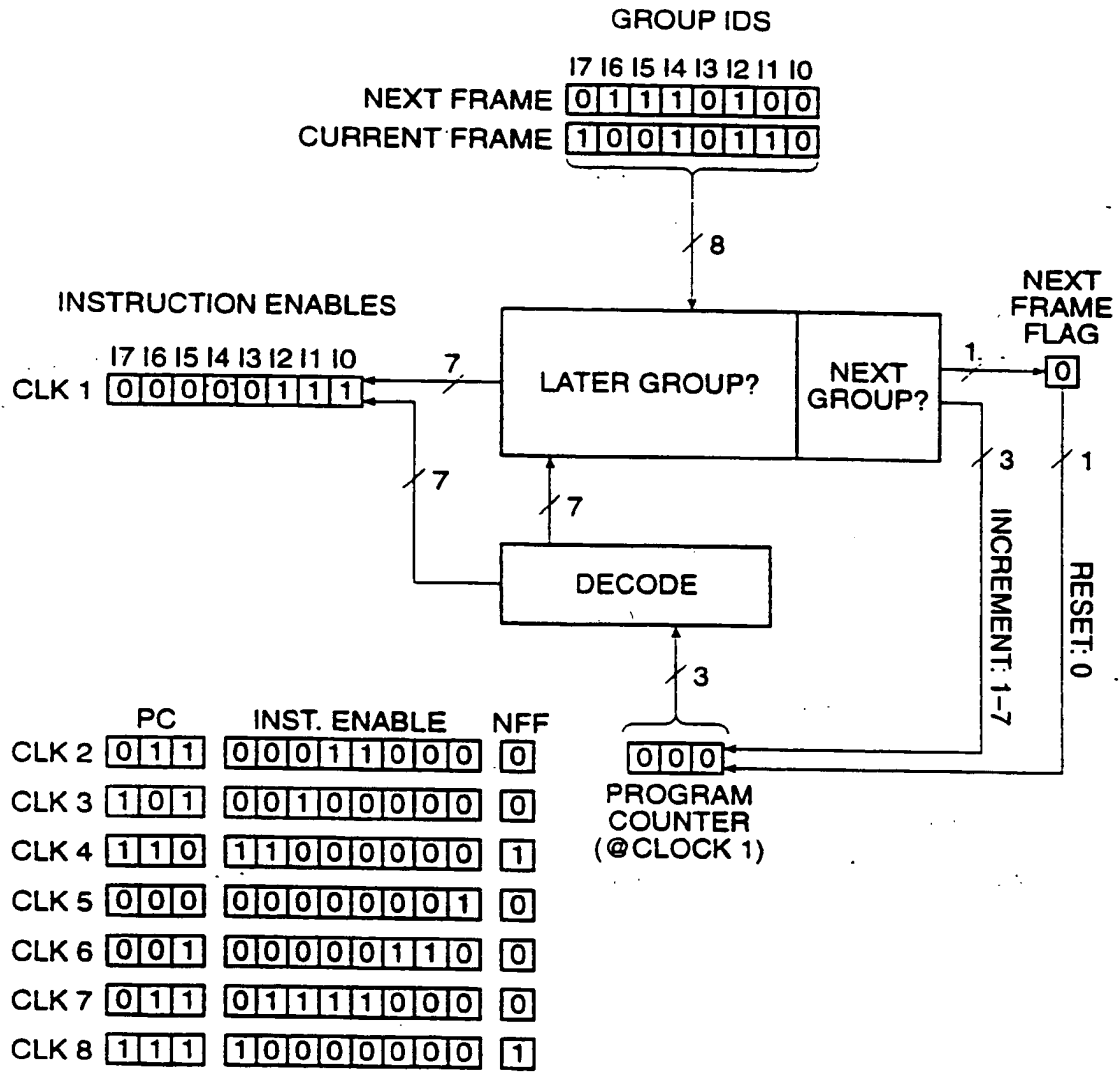 GROUP IDS
I7 I6 I5 I4 I3 I2 I1 I0
NEXT FRAME 0 1 1 1 0 1 0 0
CURRENT FRAME 1 0 0 1 0 1 1 0
8
INSTRUCTION ENABLES
I7 I6 I5 I4 I3 I2 I1 I0
CLK 1 0 0 0 0 0 1 1 1
7
LATER GROUP?
NEXT
GROUP?
1
NEXT
FRAME
FLAG
0
7
7
3
1
DECODE
INCREMENT: 1-7
RESET: 0
3
0 0 0
PROGRAM
COUNTER
(@CLOCK 1)
PC INST. ENABLE NFF
CLK 2 0 1 1 0 0 0 1 1 0 0 0 0
CLK 3 1 0 1 0 0 1 0 0 0 0 0 0
CLK 4 1 1 0 1 1 0 0 0 0 0 0 1
CLK 5 0 0 0 0 0 0 0 0 0 0 1 0
CLK 6 0 0 1 0 0 0 0 0 1 1 0 0
CLK 7 0 1 1 0 1 1 1 1 0 0 0 0
CLK 8 1 1 1 1 0 0 0 0 0 0 0 1